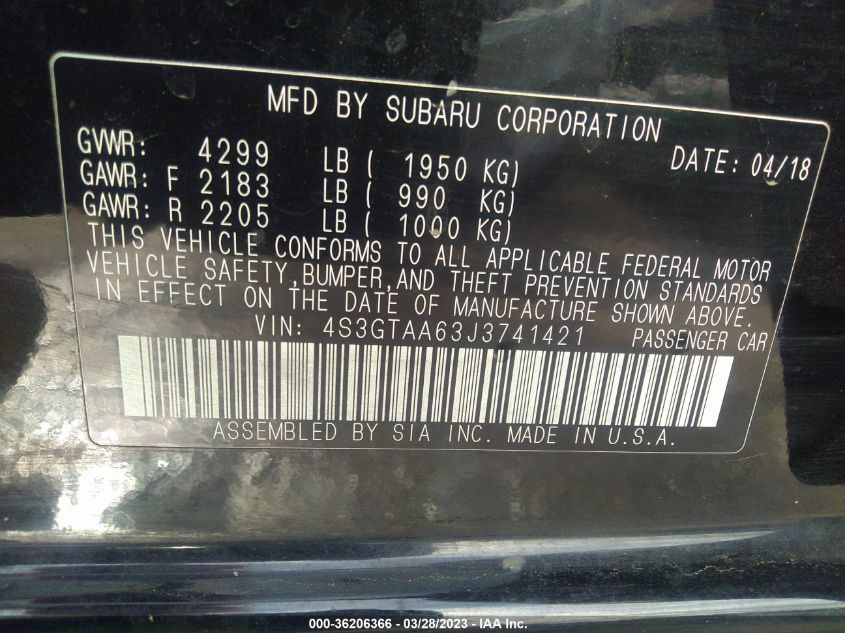 MFD BY SUBARU CORPORATION
GVWR: 4299 LB ( 1950 KG) DATE: 04/18
GAWR: F 2183 LB ( 990 KG)
GAWR: R 2205 LB ( 1000 KG)
THIS VEHICLE CONFORMS TO ALL APPLICABLE FEDERAL MOTOR
VEHICLE SAFETY,BUMPER,AND THEFT PREVENTION STANDARDS
IN EFFECT ON THE DATE OF MANUFACTURE SHOWN ABOVE.
VIN: 4S3GTAA63J3741421 PASSENGER CAR
ASSEMBLED BY SIA INC. MADE IN U.S.A.
000-36206366 - 03/28/2023 - IAA Inc.